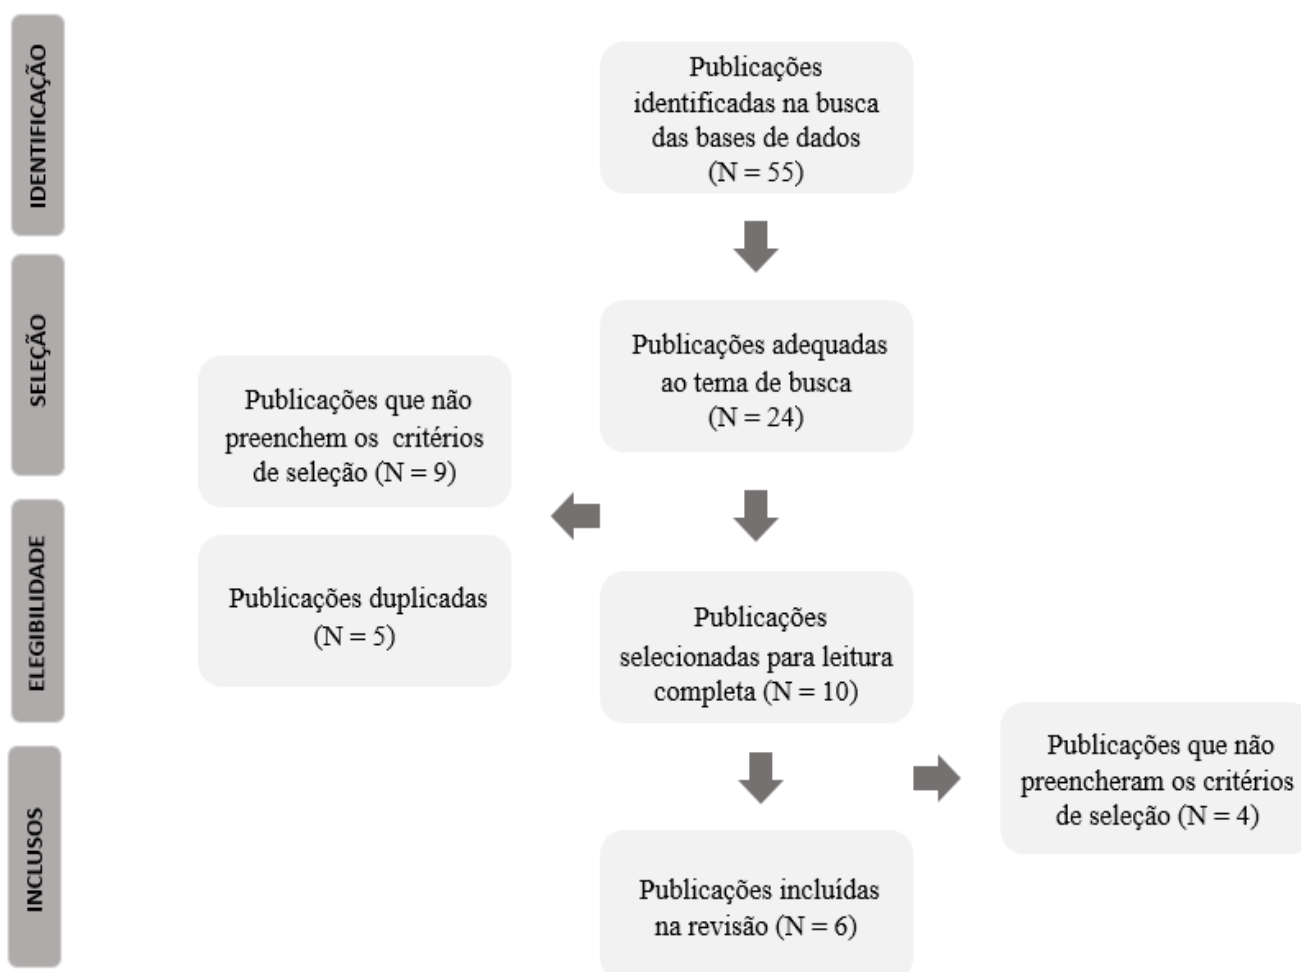 IDENTIFICAÇÃO
Publicações
identificadas na busca
das bases de dados
(N = 55)
SELEÇÃO
Publicações adequadas
ao tema de busca
(N = 24)
Publicações que não
preenchem os critérios
de seleção (N = 9)
ELEGIBILIDADE
Publicações duplicadas
(N = 5)
Publicações
selecionadas para leitura
completa (N = 10)
Publicações que não
preencheram os critérios
de seleção (N = 4)
INCLUSOS
Publicações incluídas
na revisão (N = 6)